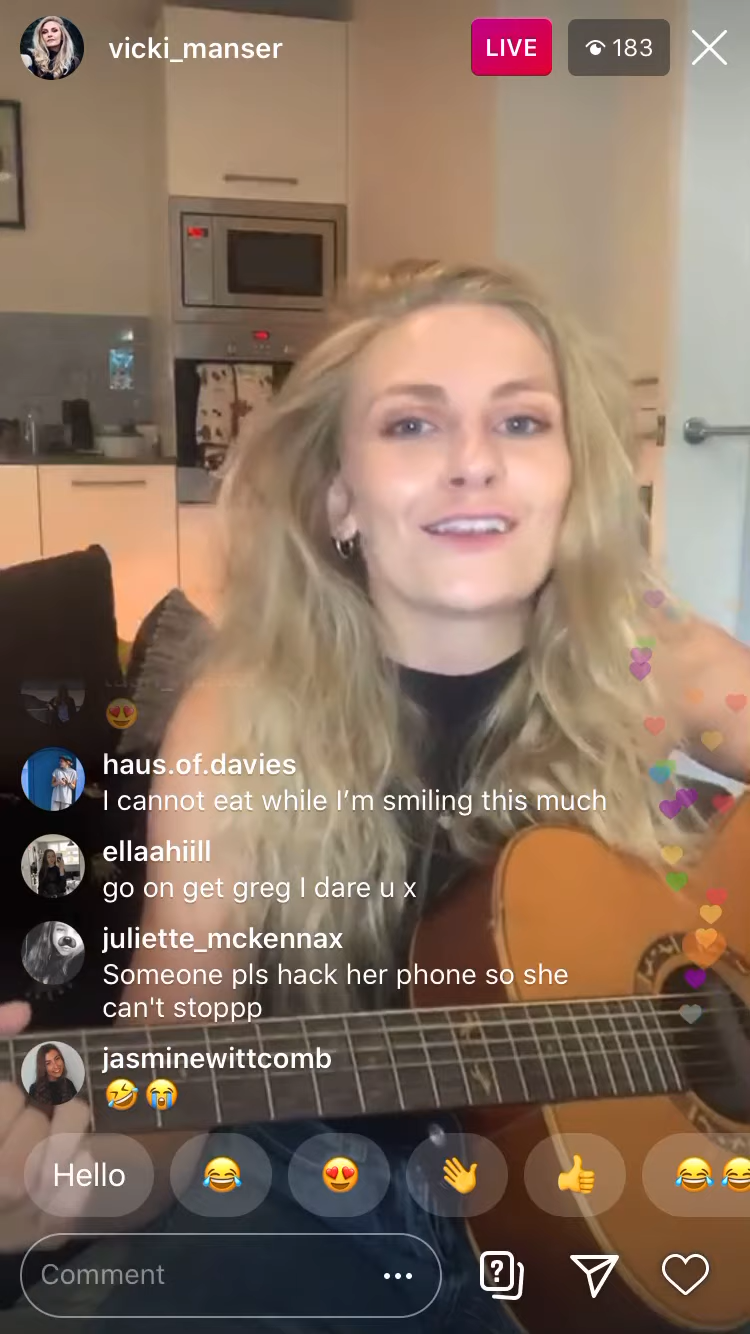 vicki_manser
LIVE
183
😍
haus.of.davies
I cannot eat while I’m smiling this much
ellaahiill
go on get greg I dare u x
juliette_mckennax
Someone pls hack her phone so she
can't stoppp
jasminewittcomb
🤣😭
Hello 😂 😍 👋 👍 😂😂
Comment